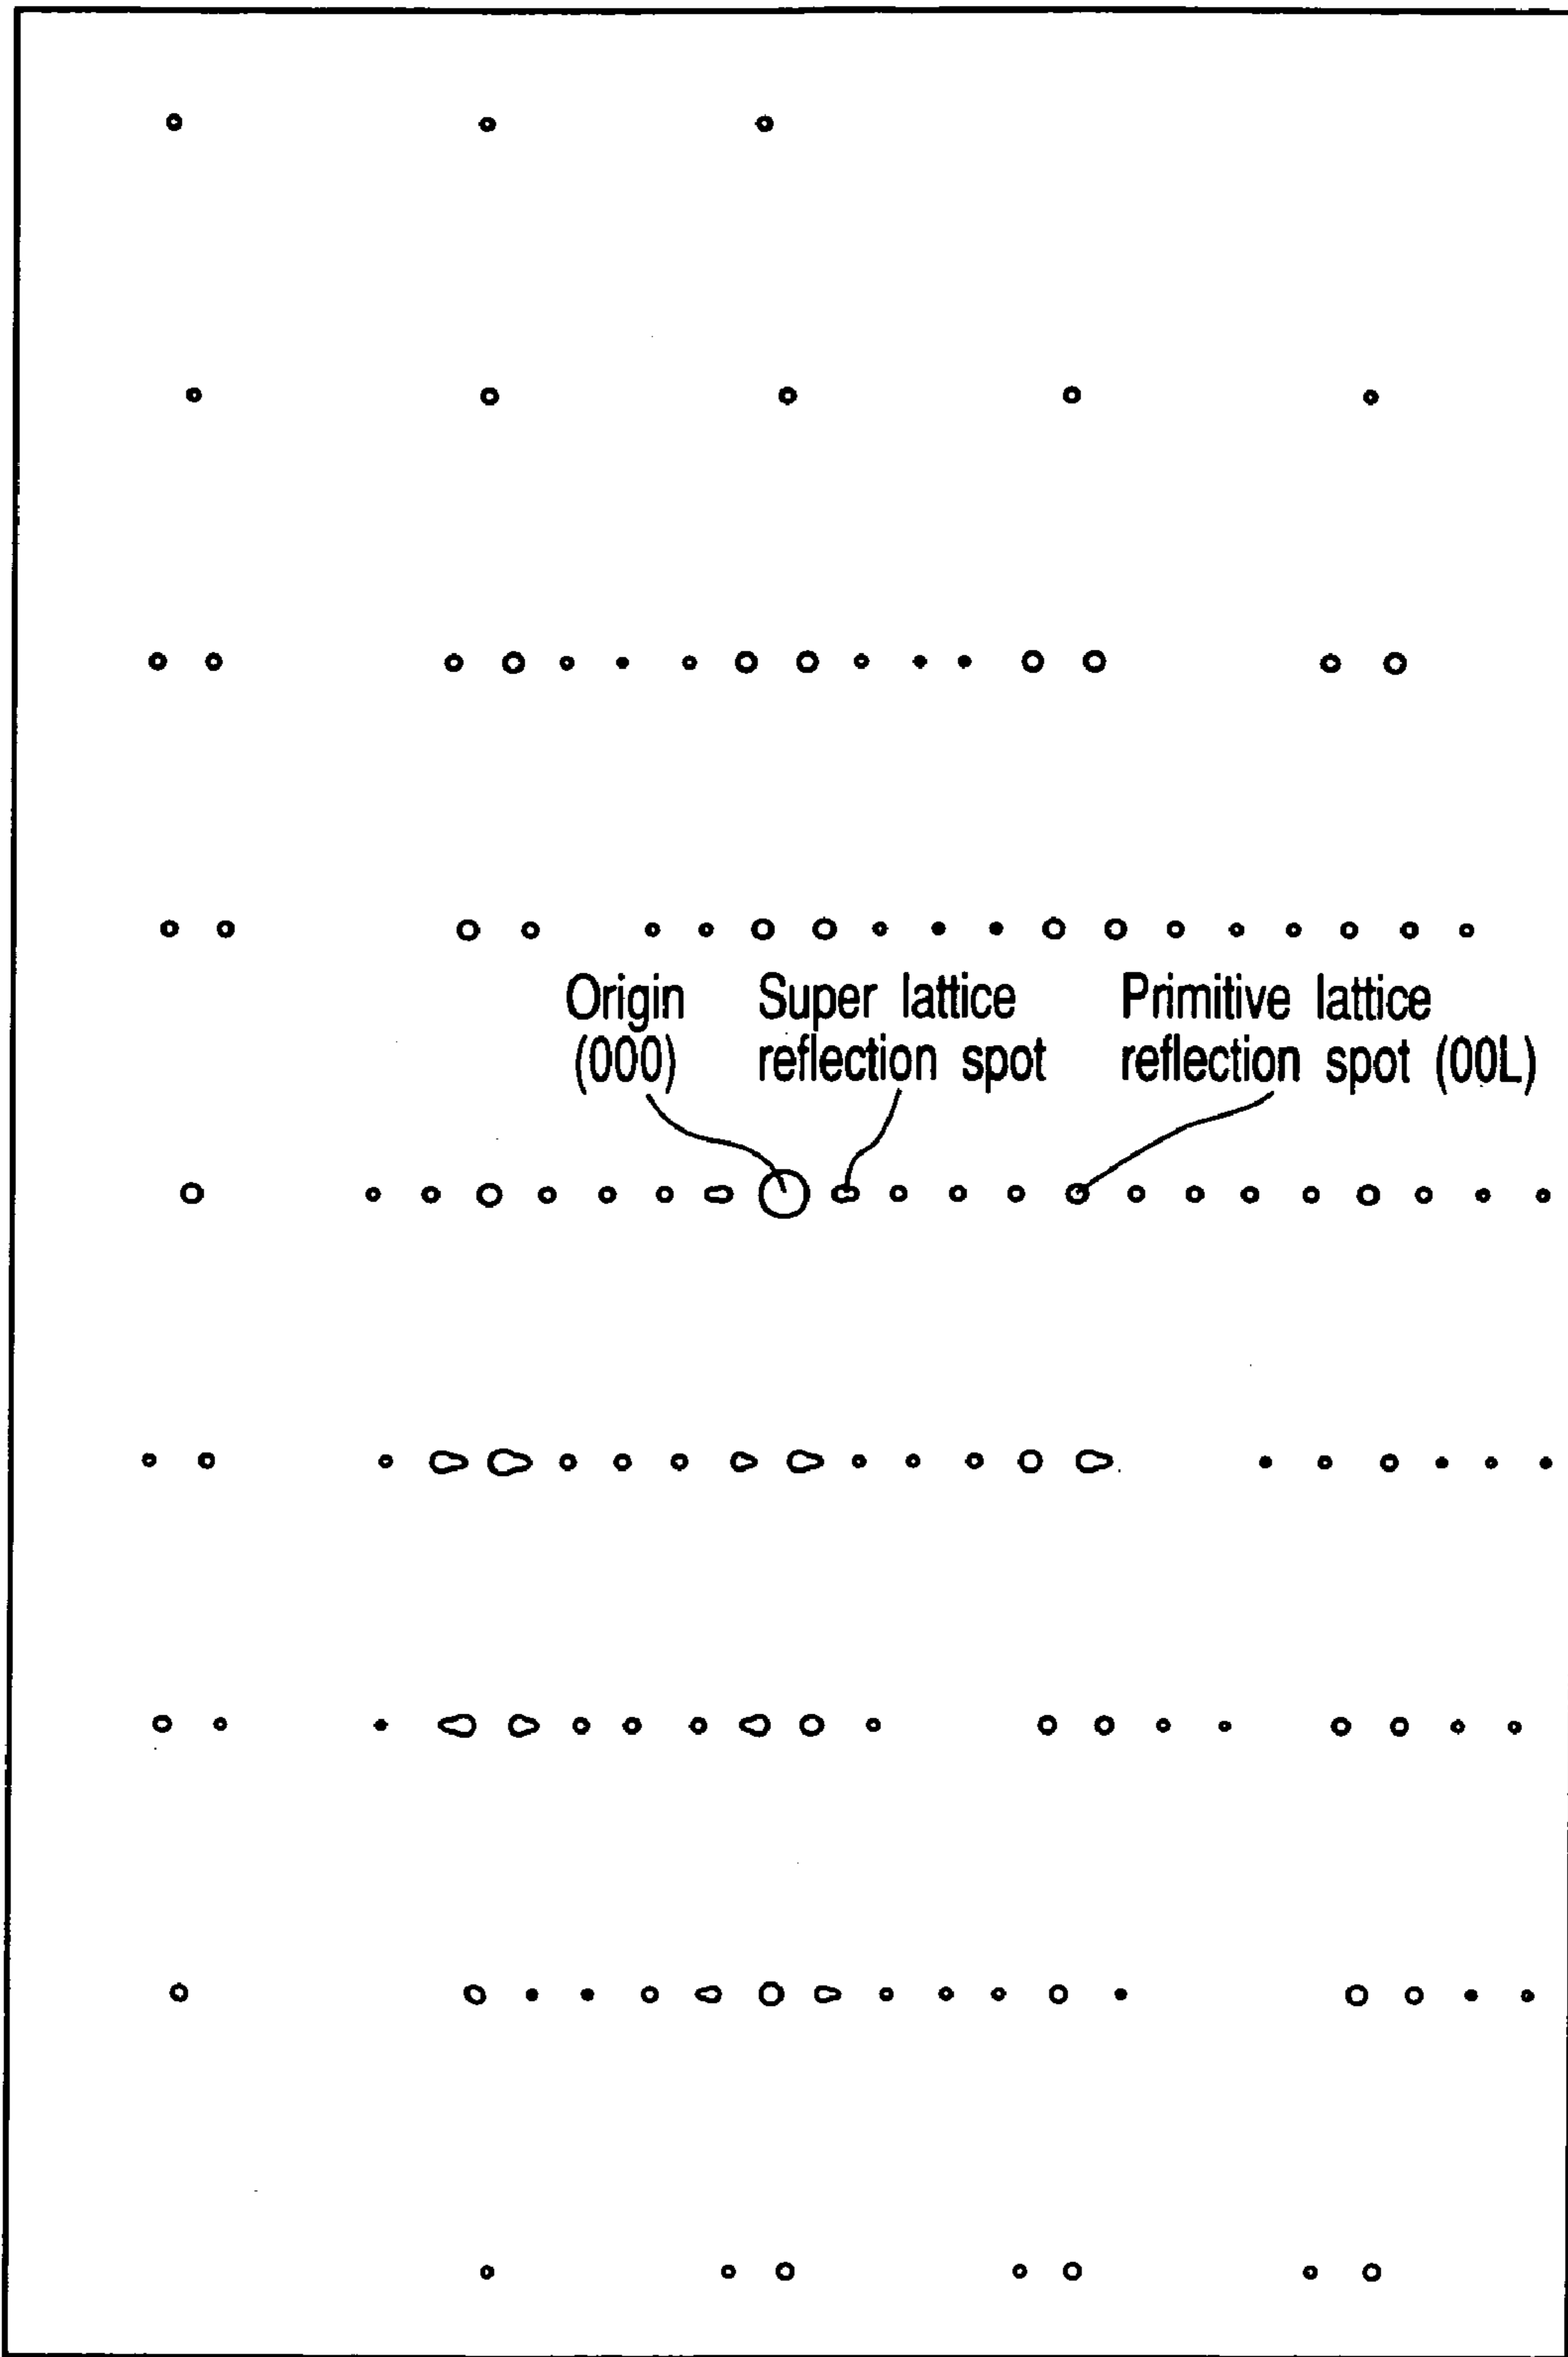 Origin
(000)
Super lattice
reflection spot
Primitive lattice
reflection spot (00L)